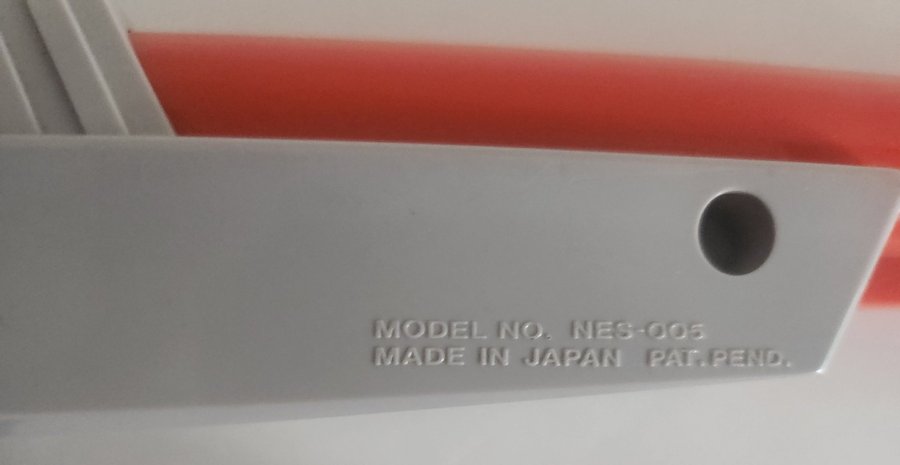 MODEL NO. NES-005
MADE IN JAPAN PAT.PEND.